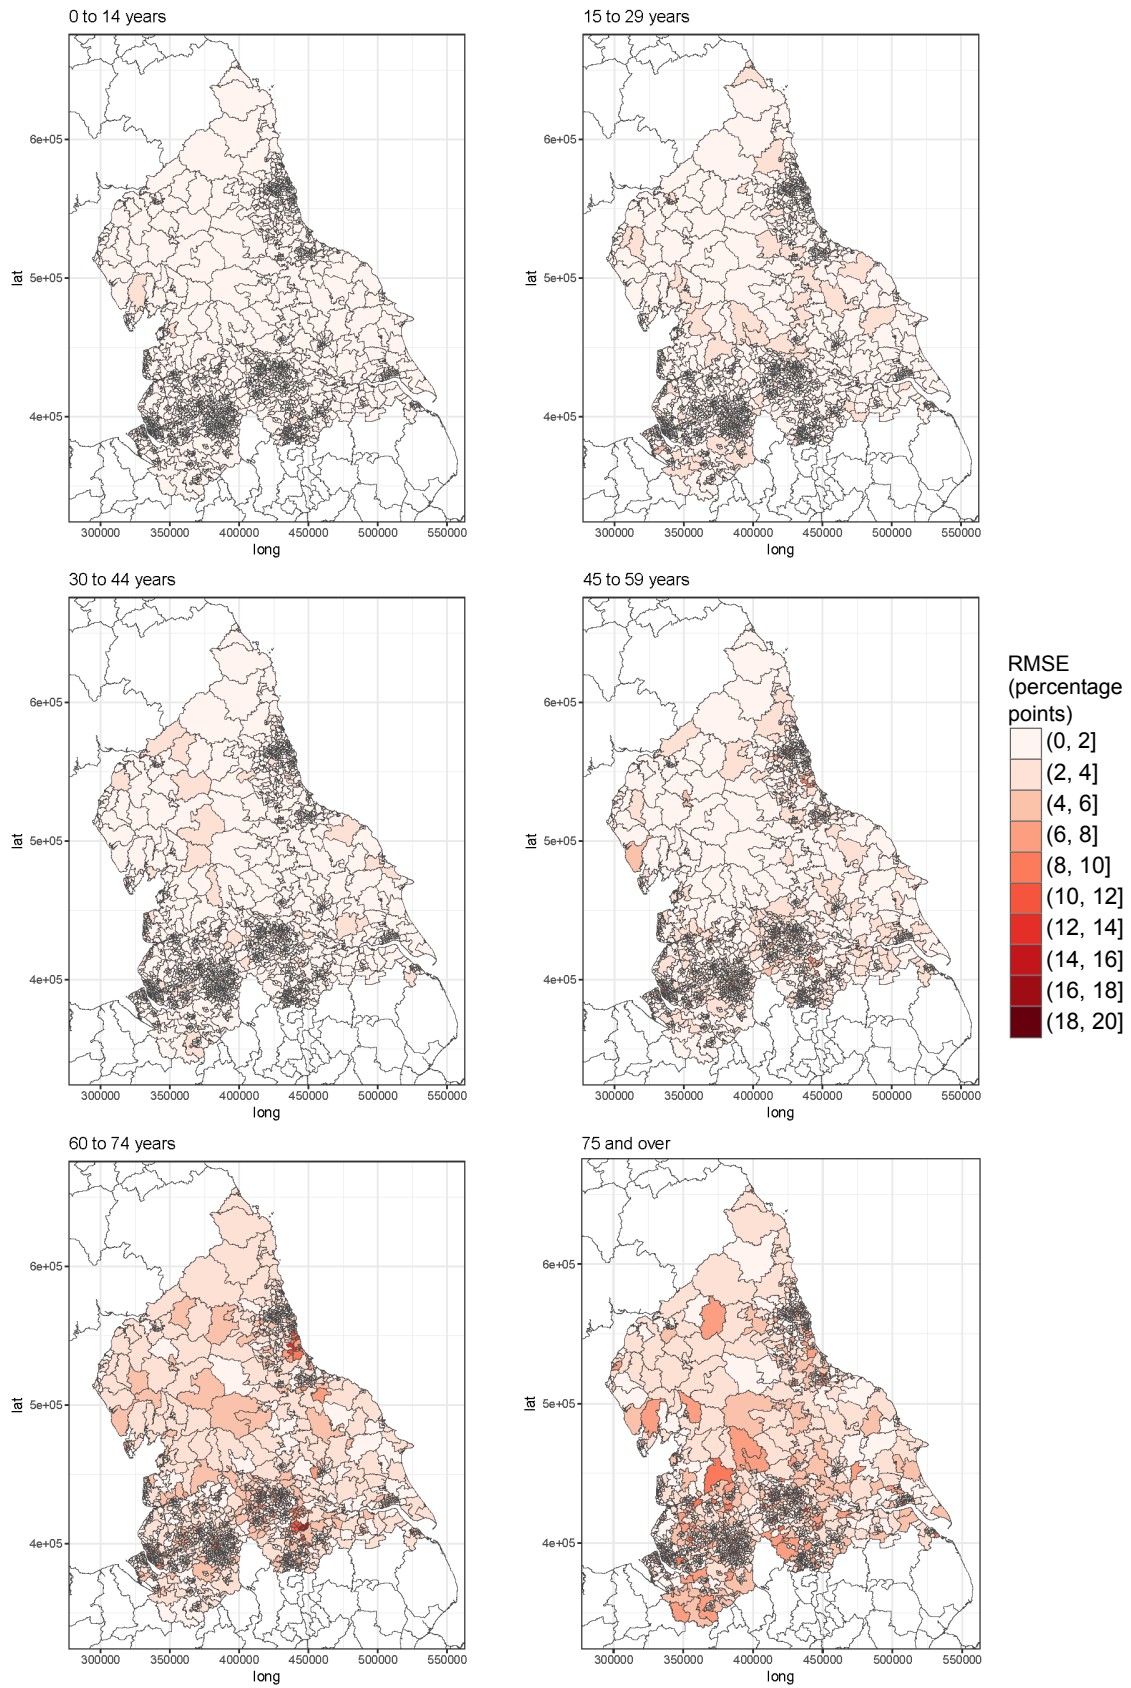 0 to 14 years
15 to 29 years
6e+05
5e+05
4e+05
lat
300000 350000 400000 450000 500000 550000
long
6e+05
5e+05
4e+05
lat
300000 350000 400000 450000 500000 550000
long
30 to 44 years
45 to 59 years
6e+05
5e+05
4e+05
lat
300000 350000 400000 450000 500000 550000
long
6e+05
5e+05
4e+05
lat
300000 350000 400000 450000 500000 550000
long
RMSE
(percentage
points)
(0, 2]
(2, 4]
(4, 6]
(6, 8]
(8, 10]
(10, 12]
(12, 14]
(14, 16]
(16, 18]
(18, 20]
60 to 74 years
75 and over
6e+05
5e+05
4e+05
lat
300000 350000 400000 450000 500000 550000
long
6e+05
5e+05
4e+05
lat
300000 350000 400000 450000 500000 550000
long